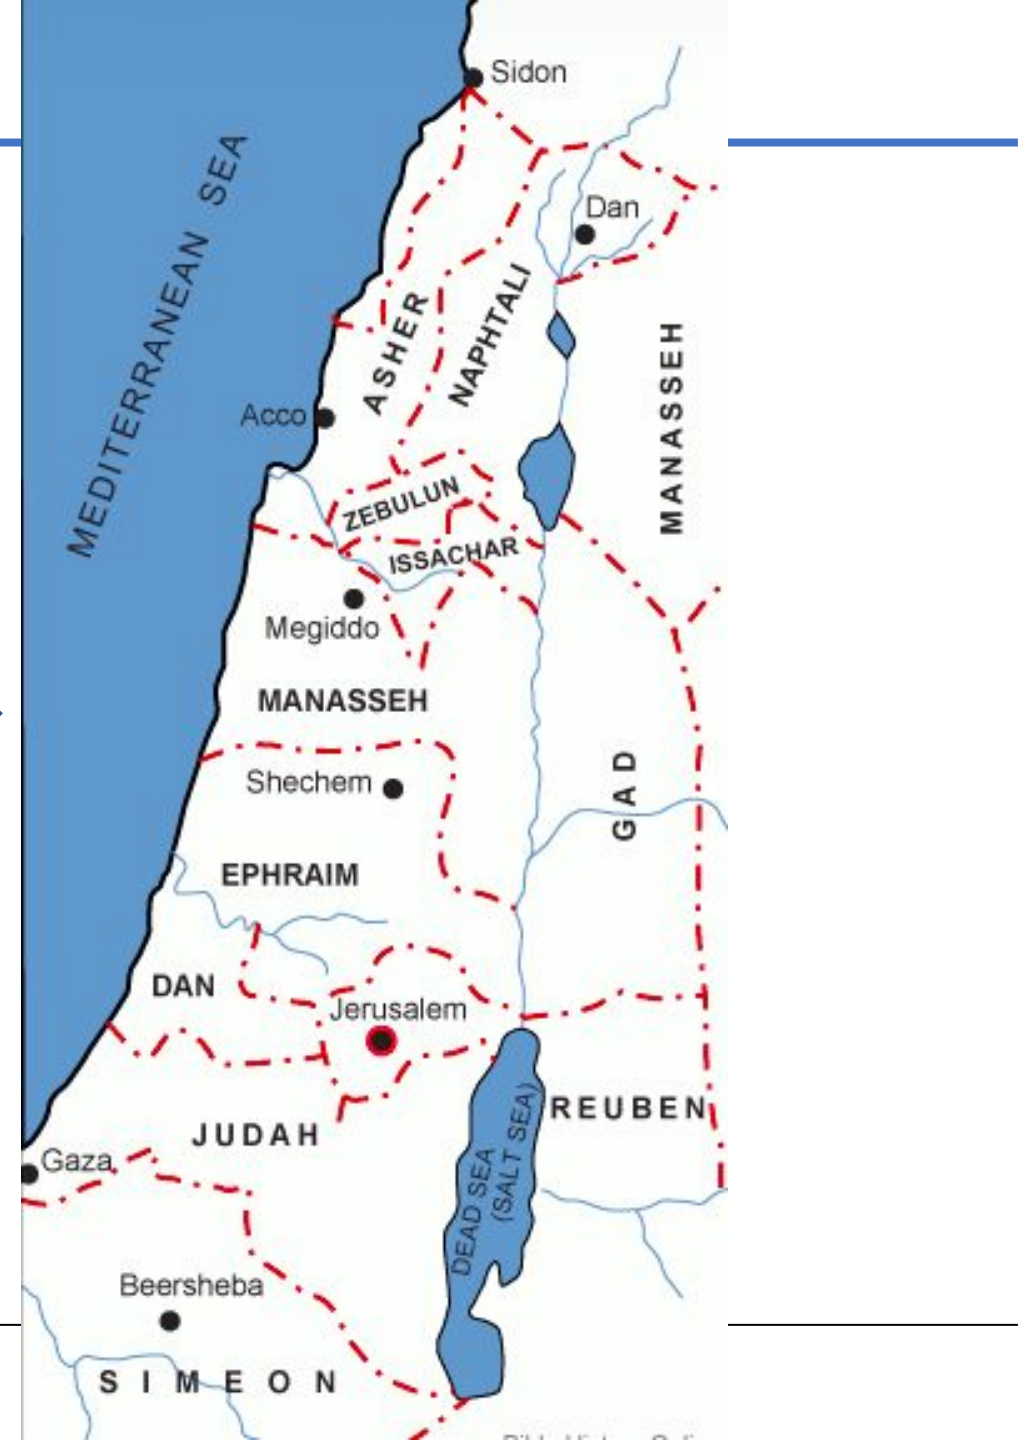 Sidon
MEDITERRANEAN SEA
Dan
ASHER
NAPHTALI
MANASSEH
Acco
ZEBULUN
ISSACHAR
Megiddo
MANASSEH
Shechem
GAD
EPHRAIM
DAN
Jerusalem
REUBEN
JUDAH
DEAD SEA
(SALT SEA)
Gaza
Beersheba
SIMEON